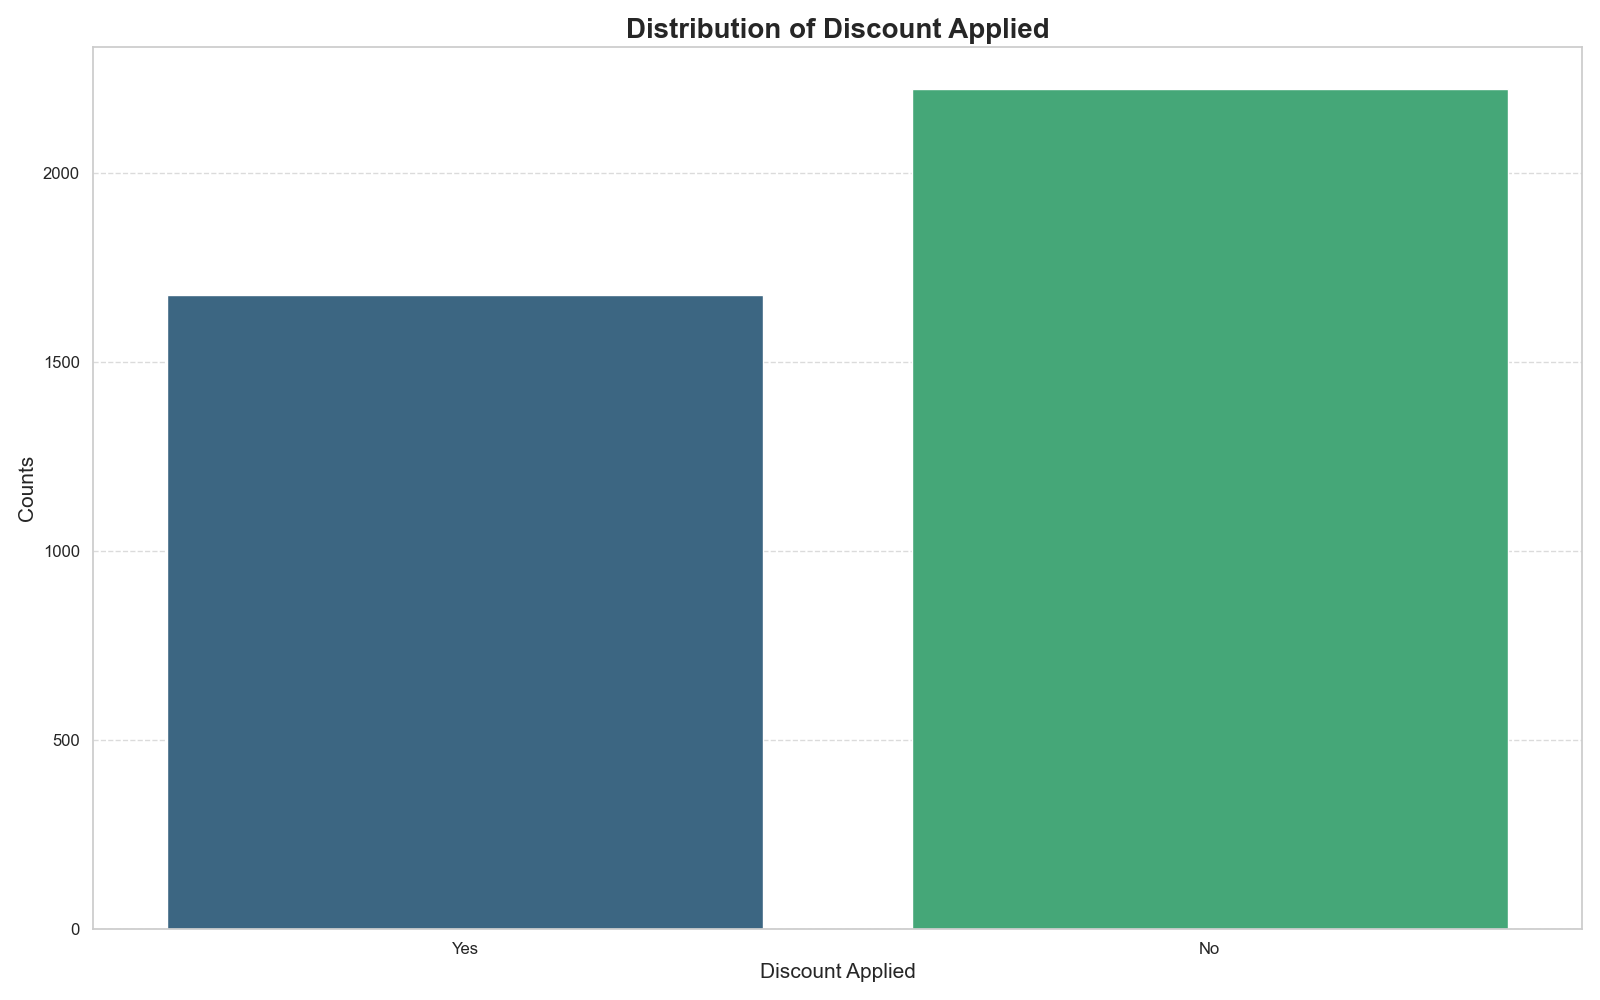 Distribution of Discount Applied
2000
1500
1000
500
0
Counts
Yes No
Discount Applied